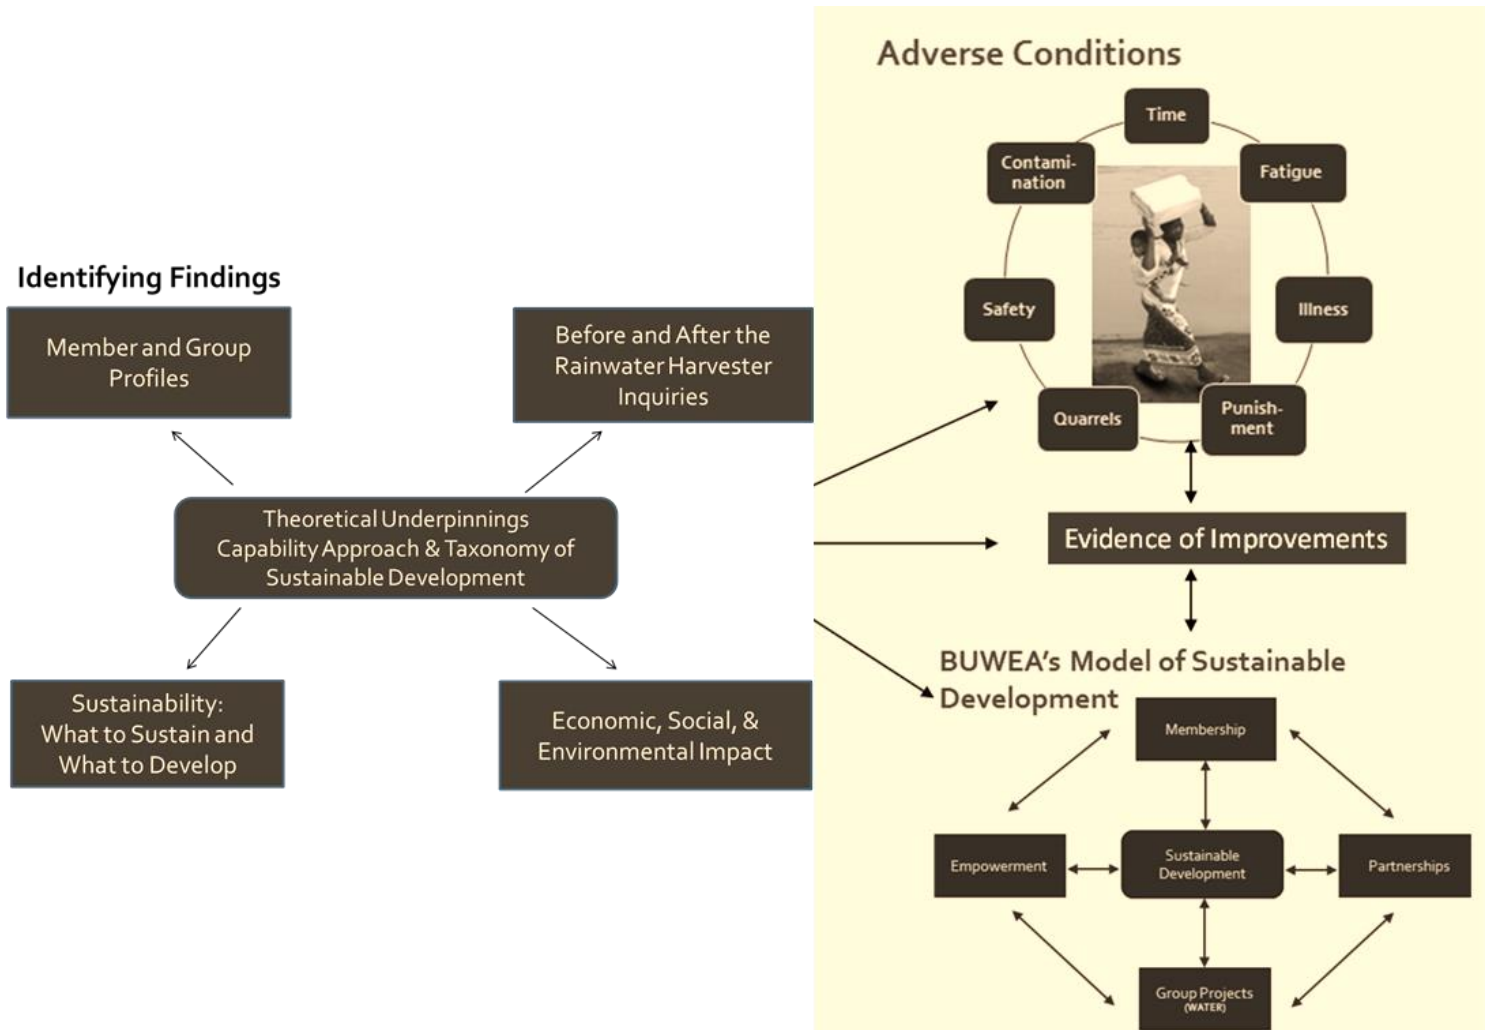 Identifying Findings
Member and Group
Profiles
Before and After the
Rainwater Harvester
Inquiries
Theoretical Underpinnings
Capability Approach & Taxonomy of
Sustainable Development
Sustainability:
What to Sustain and
What to Develop
Economic, Social, &
Environmental Impact
Adverse Conditions
Time
Fatigue
Illness
Punish-
ment
Quarrels
Safety
Contami-
nation
Evidence of Improvements
BUWEA's Model of Sustainable
Development
Membership
Empowerment
Sustainable
Development
Partnerships
Group Projects
(WATER)